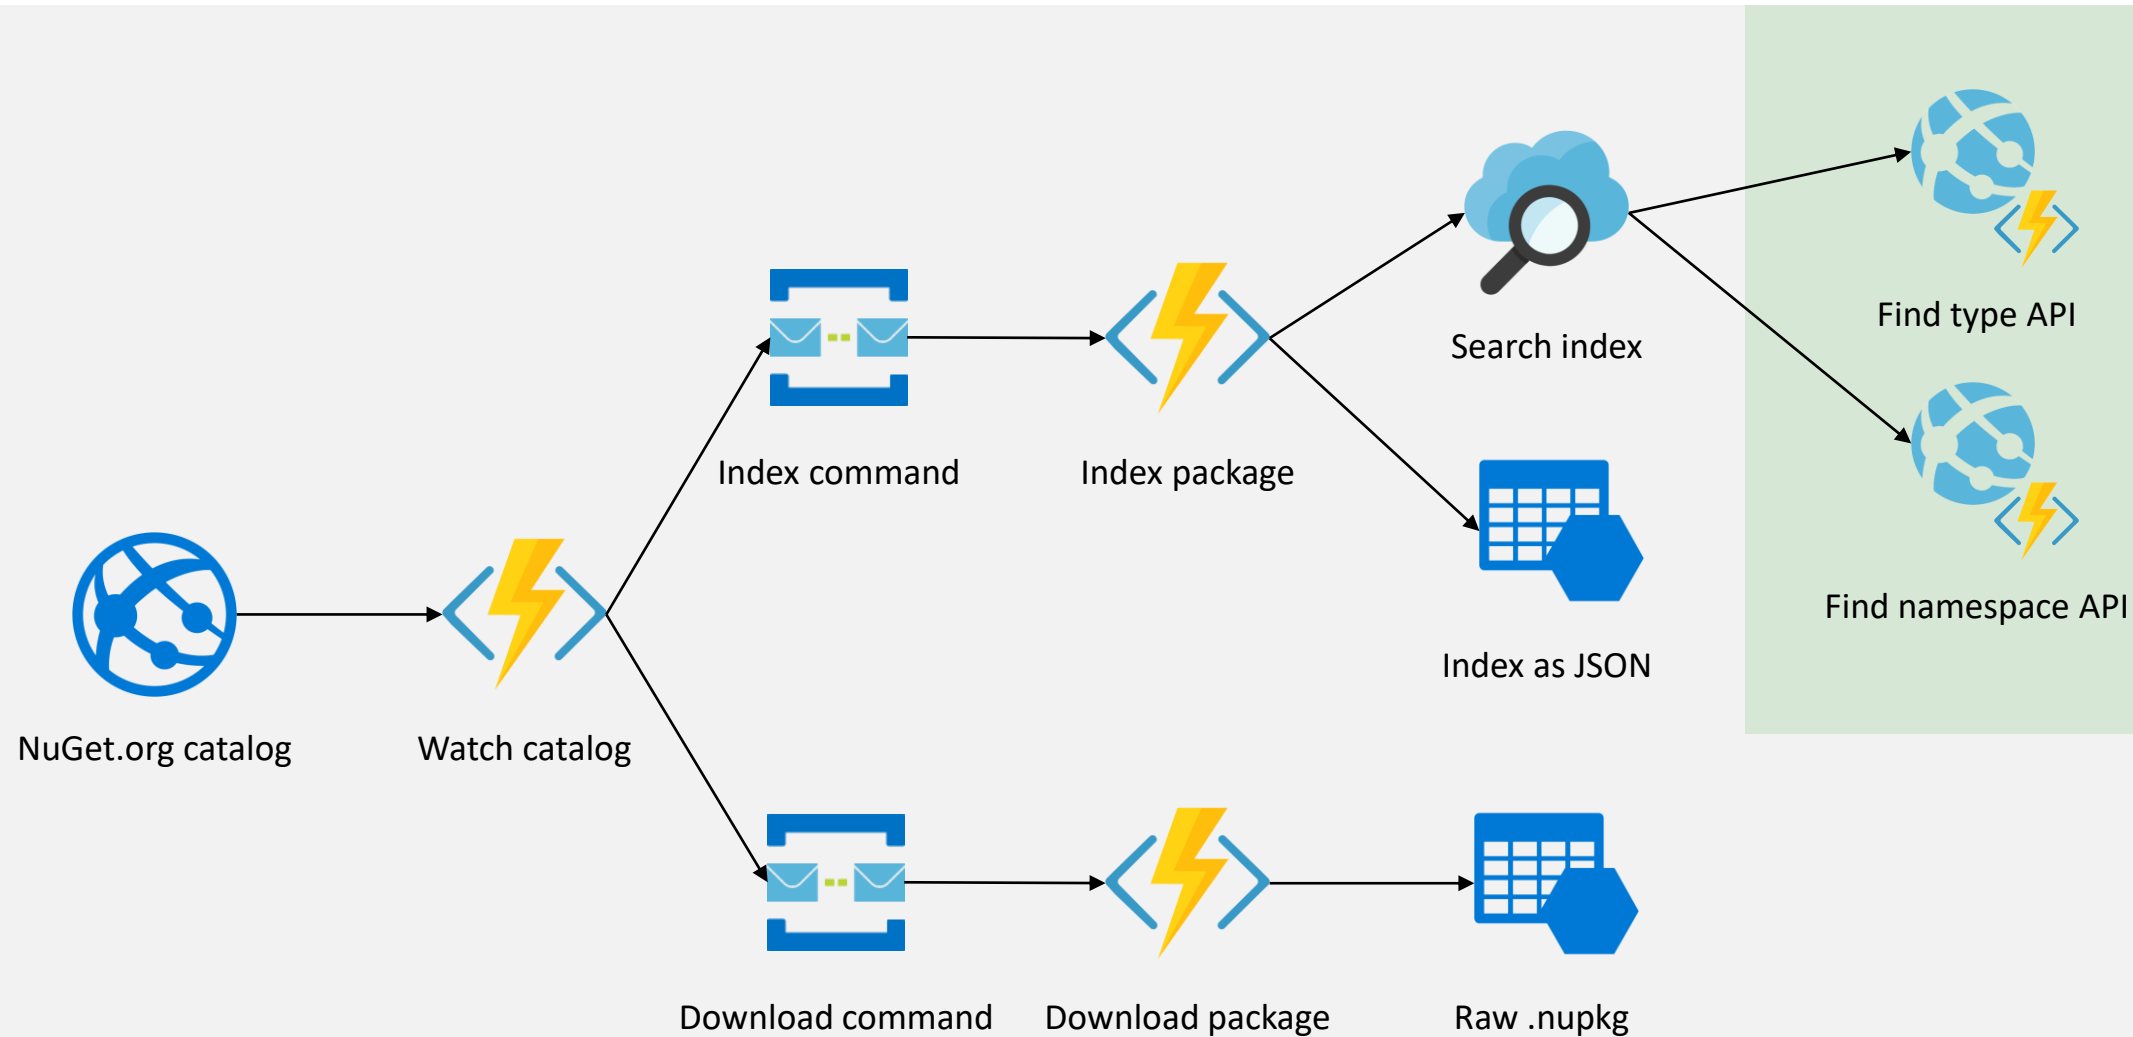 Find type API
Search index
Index command
Index package
Find namespace API
Index as JSON
NuGet.org catalog
Watch catalog
Download command
Download package
Raw .nupkg